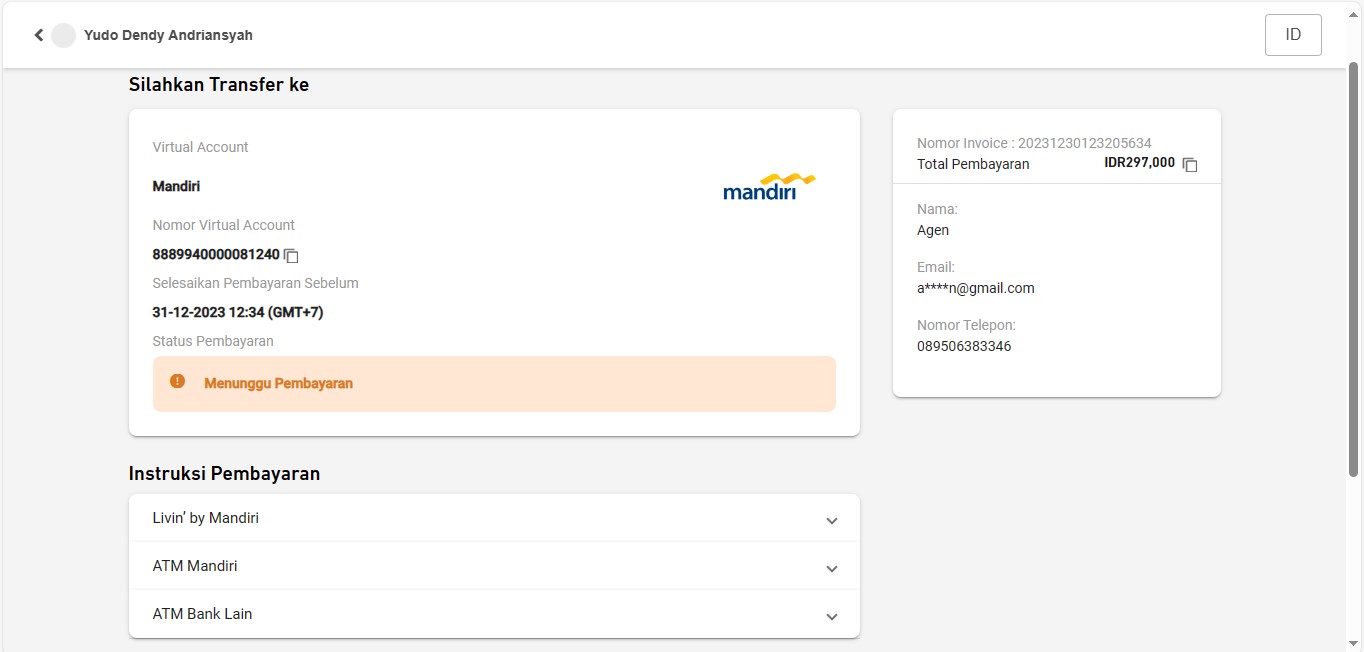 Yudo Dendy Andriansyah
ID
Silahkan Transfer ke
Virtual Account
Mandiri
mandiri
Nomor Virtual Account
8889940000081240
Selesaikan Pembayaran Sebelum
31-12-2023 12:34 (GMT+7)
Status Pembayaran
Menunggu Pembayaran
Nomor Invoice : 20231230123205634
Total Pembayaran IDR297,000
Nama:
Agen
Email:
a****n@gmail.com
Nomor Telepon:
089506383346
Instruksi Pembayaran
Livin’ by Mandiri
ATM Mandiri
ATM Bank Lain